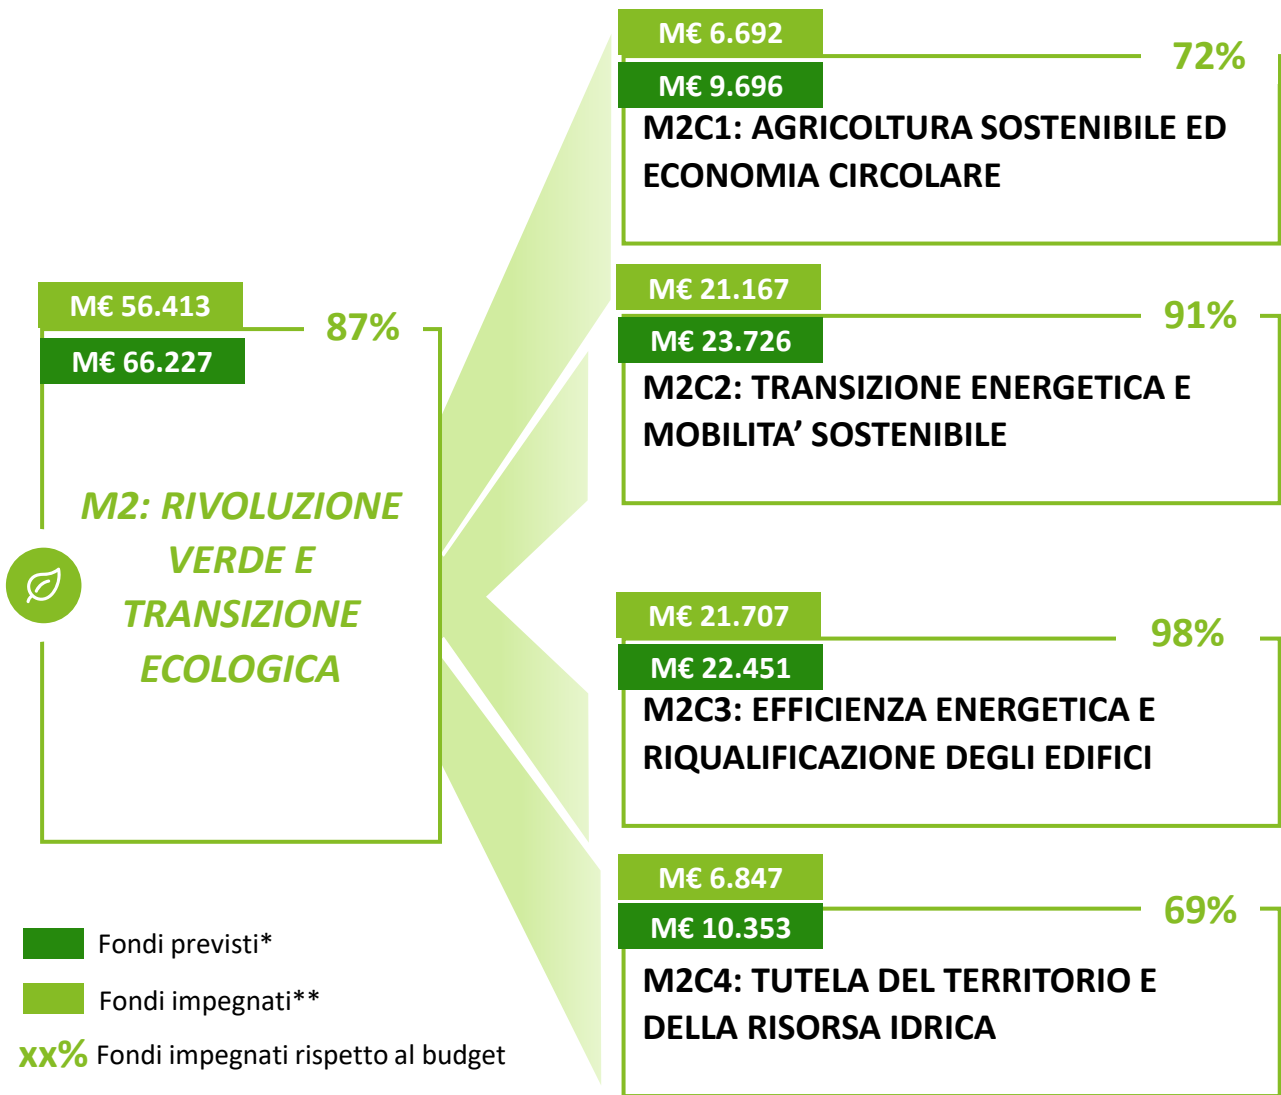 M€ 56.413
87%
M€ 66.227
M2: RIVOLUZIONE
VERDE E
TRANSIZIONE
ECOLOGICA
M€ 6.692
72%
M€ 9.696
M2C1: AGRICOLTURA SOSTENIBILE ED
ECONOMIA CIRCOLARE
M€ 21.167
91%
M€ 23.726
M2C2: TRANSIZIONE ENERGETICA E
MOBILITA’ SOSTENIBILE
M€ 21.707
98%
M€ 22.451
M2C3: EFFICIENZA ENERGETICA E
RIQUALIFICAZIONE DEGLI EDIFICI
M€ 6.847
69%
M€ 10.353
M2C4: TUTELA DEL TERRITORIO E
DELLA RISORSA IDRICA
Fondi previsti*
Fondi impegnati**
xx% Fondi impegnati rispetto al budget